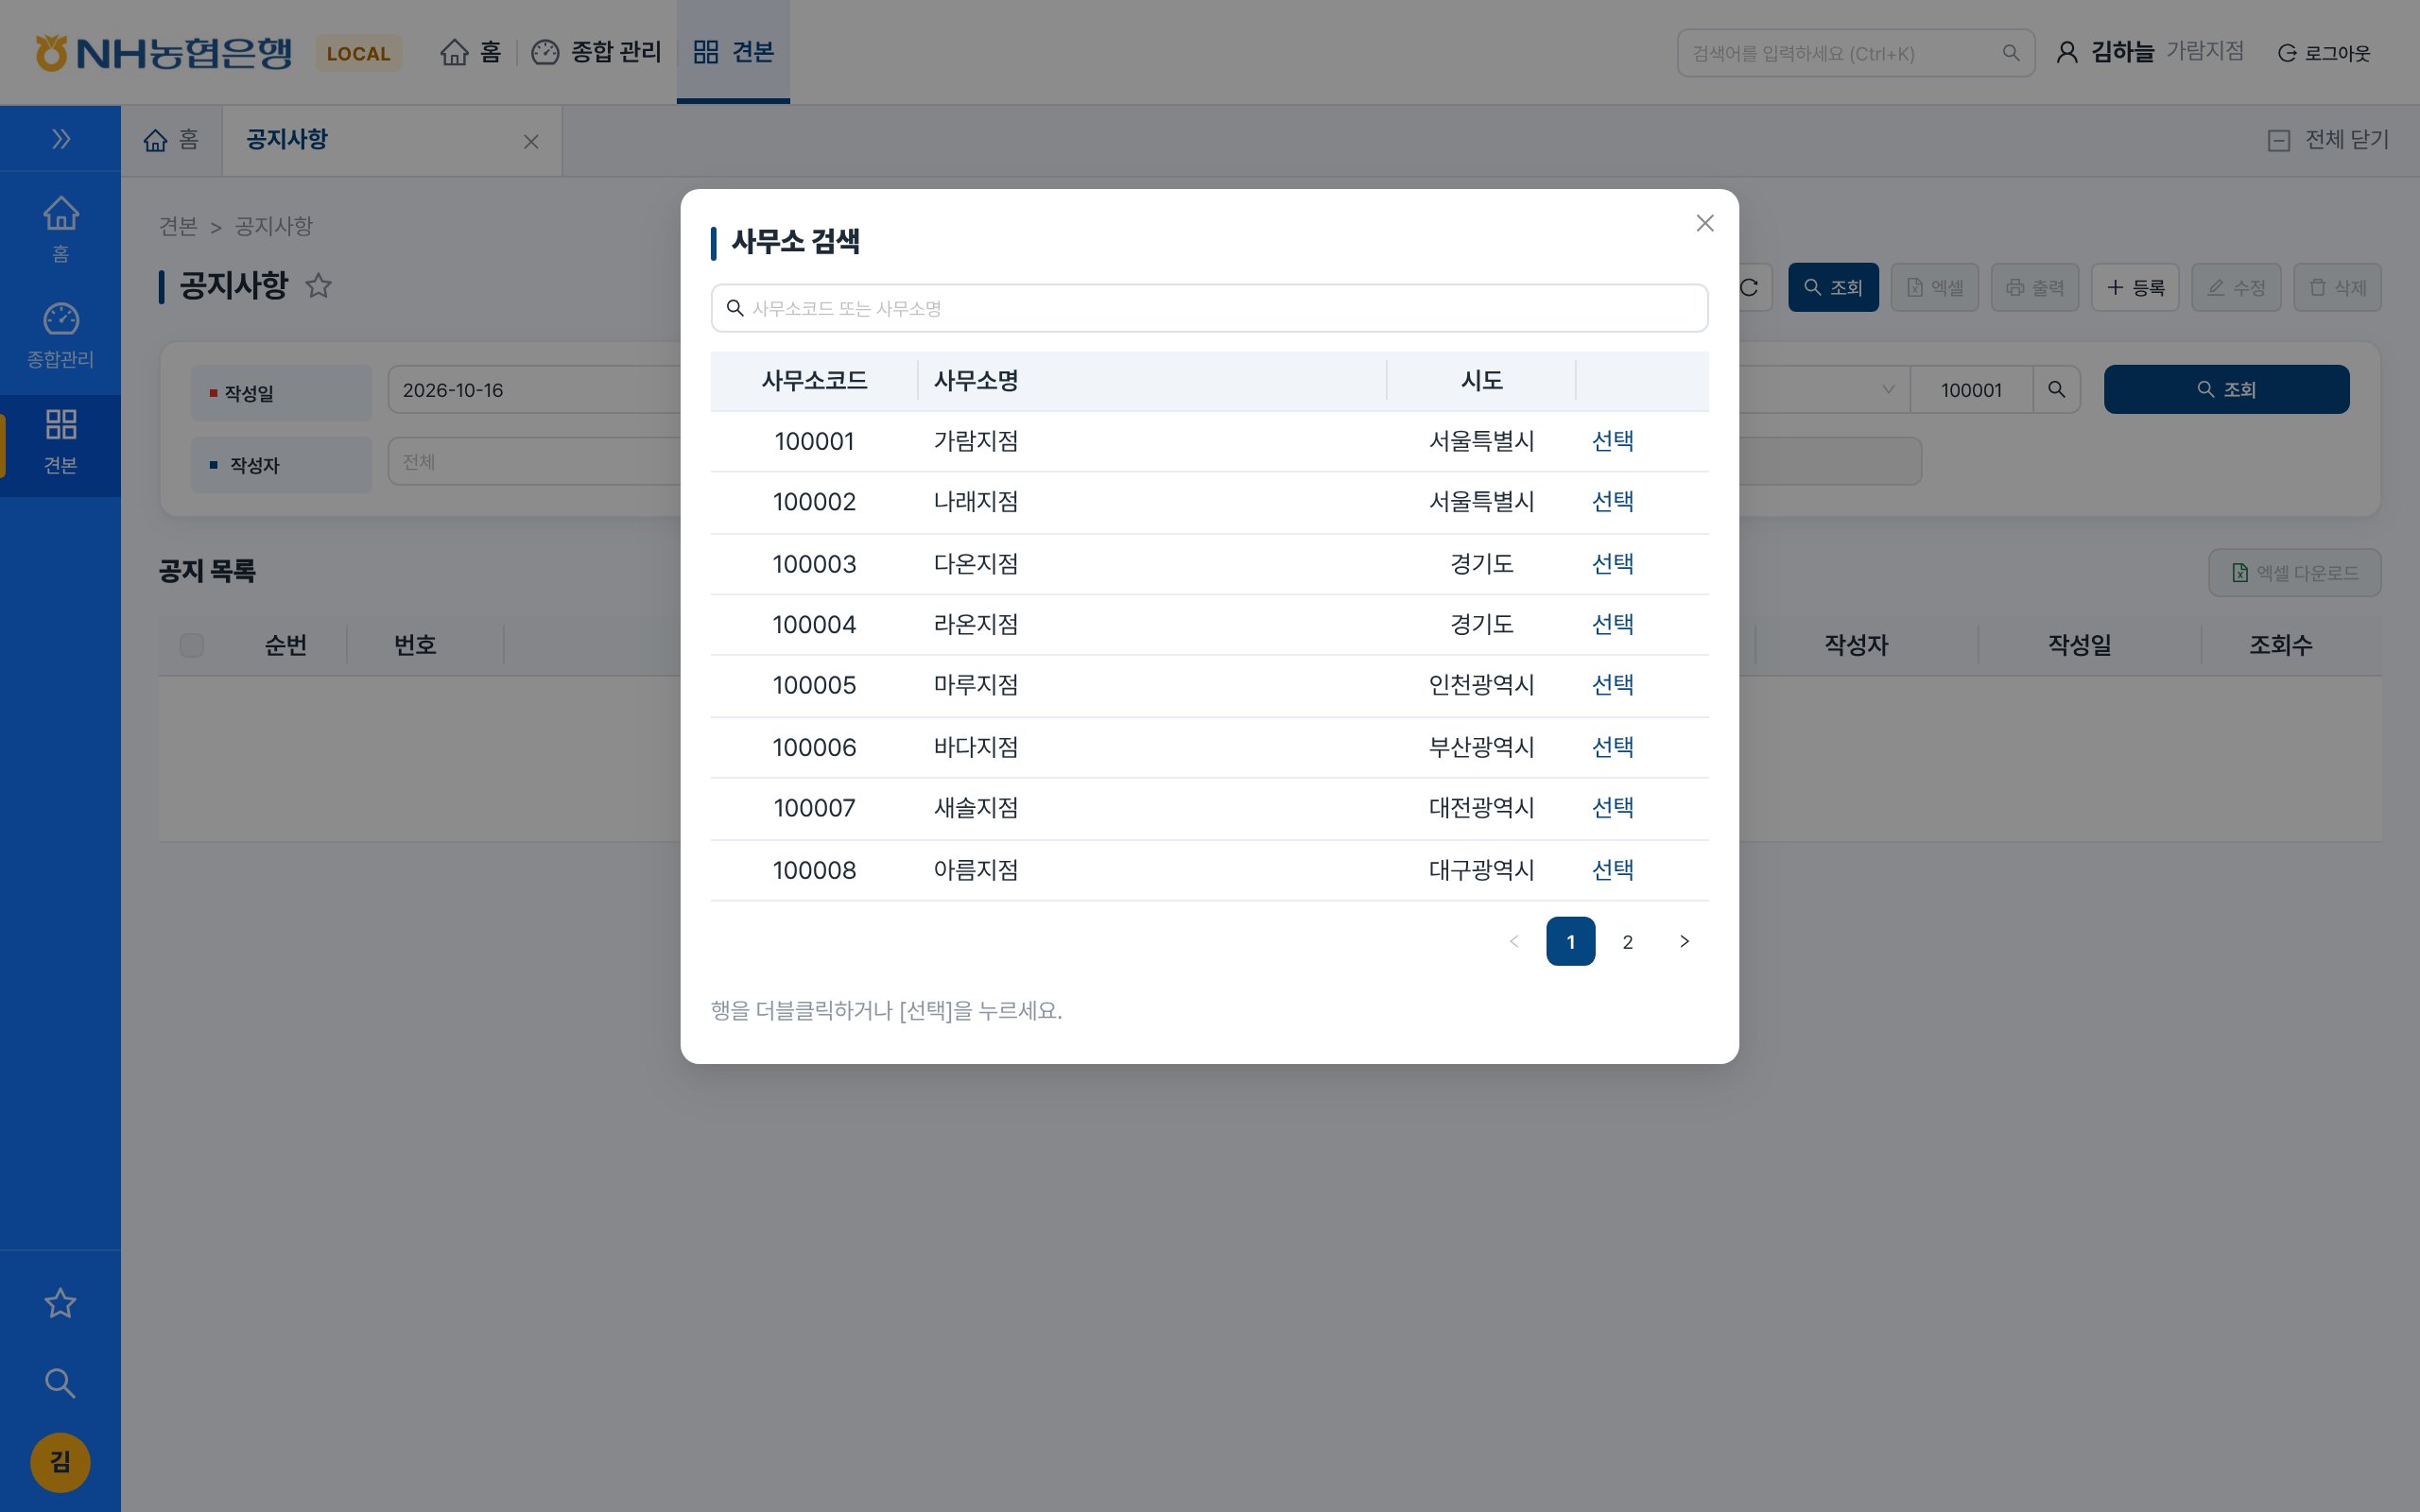 NH농협은행 LOCAL 홈 종합 관리 견본 검색어를 입력하세요 (Ctrl+K) 김하늘 가람지점 로그아웃
홈 공지사항 전체 닫기
홈
종합관리
견본
김
견본 > 공지사항
공지사항 조회 엑셀 출력 등록 수정 삭제
작성일 2026-10-16 100001 조회
작성자 전체
공지 목록 엑셀 다운로드
순번 번호 작성자 작성일 조회수
사무소 검색
사무소코드 또는 사무소명
사무소코드 사무소명 시도
100001 가람지점 서울특별시 선택
100002 나래지점 서울특별시 선택
100003 다온지점 경기도 선택
100004 라온지점 경기도 선택
100005 마루지점 인천광역시 선택
100006 바다지점 부산광역시 선택
100007 새솔지점 대전광역시 선택
100008 아름지점 대구광역시 선택
< 1 2 >
행을 더블클릭하거나 [선택]을 누르세요.